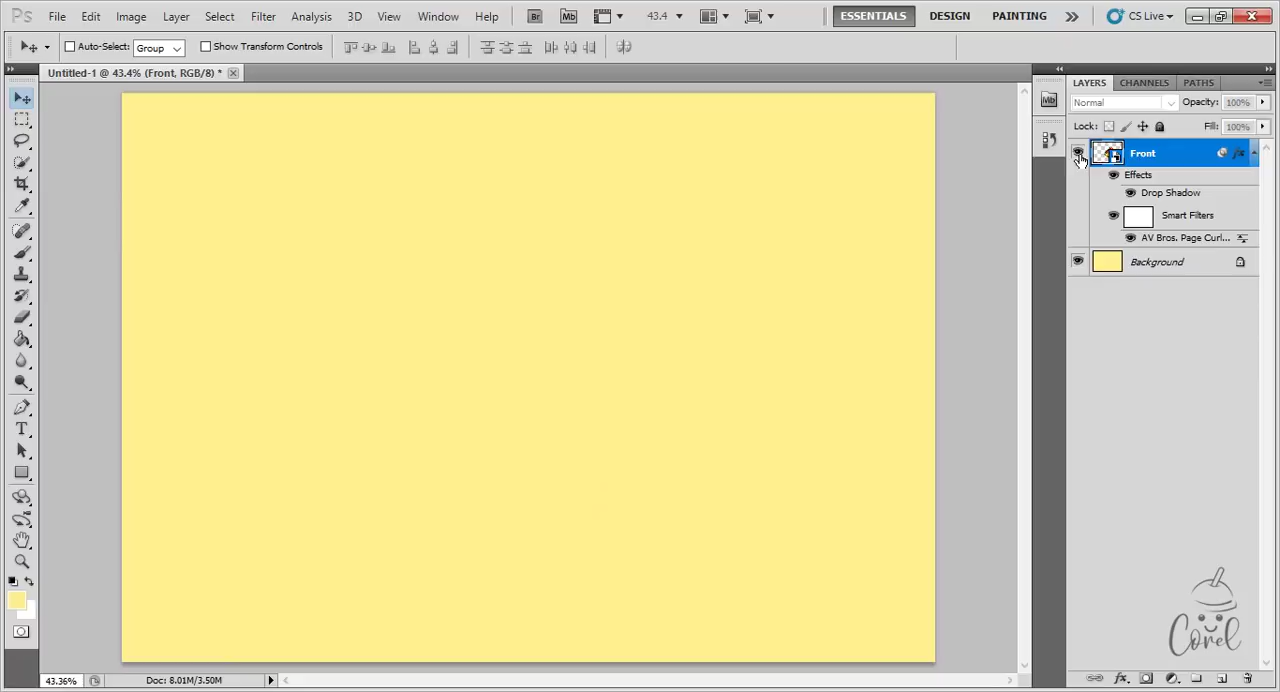 Ps File Edit Image Layer Select Filter Analysis 3D View Window Help Br Mb 43.4 ESSENTIALS DESIGN PAINTING CS Live
Auto-Select: Group Show Transform Controls
Untitled-1 @ 43.4% (Front, RGB/8) *
LAYERS CHANNELS PATHS
Mb
Normal Opacity: 100%
Lock: Fill: 100%
Front fx
Effects
Drop Shadow
Smart Filters
AV Bros. Page Curl...
Background
T
Corel
43.36% Doc: 8.01M/3.50M
fx.